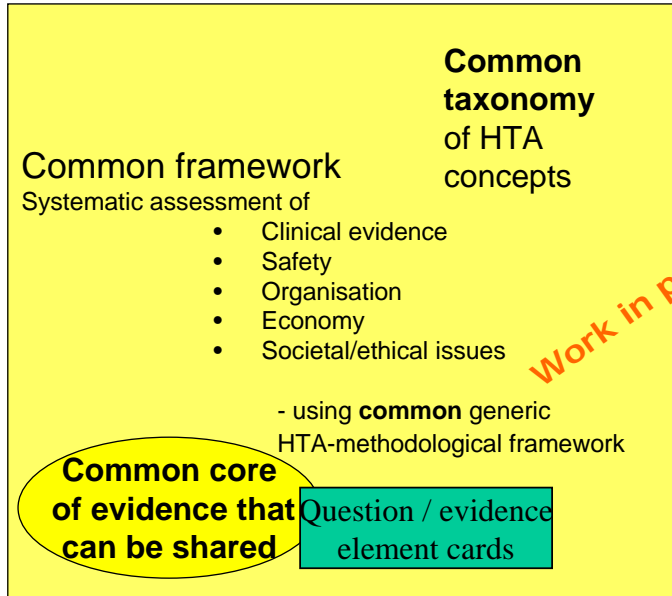 Common
taxonomy
of HTA
concepts
Common framework
Systematic assessment of
• Clinical evidence
• Safety
• Organisation
• Economy
• Societal/ethical issues
Work in
- using common generic
HTA-methodological framework
Common core
of evidence that
can be shared
Question / evidence
element cards